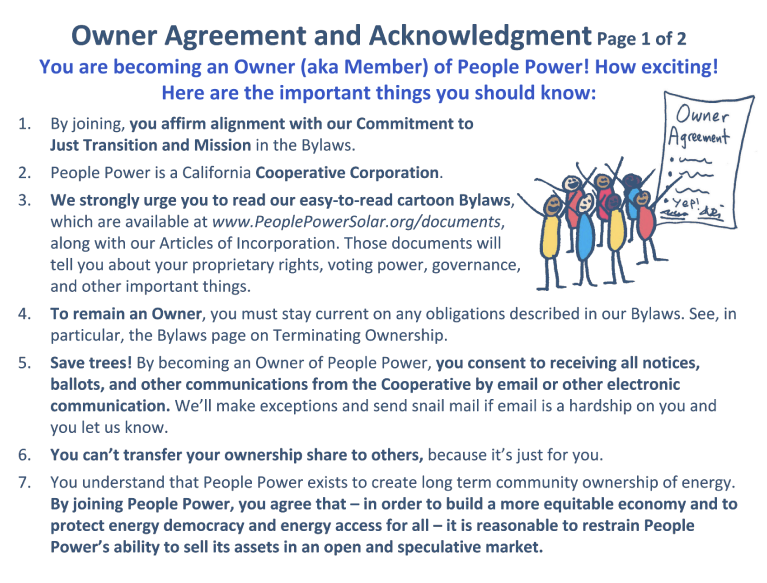 Owner Agreement and Acknowledgment Page 1 of 2
You are becoming an Owner (aka Member) of People Power! How exciting!
Here are the important things you should know:
1. By joining, you affirm alignment with our Commitment to
Just Transition and Mission in the Bylaws.
2. People Power is a California Cooperative Corporation.
3. We strongly urge you to read our easy-to-read cartoon Bylaws,
which are available at www.PeoplePowerSolar.org/documents,
along with our Articles of Incorporation. Those documents will
tell you about your proprietary rights, voting power, governance,
and other important things.
Owner
Agreement
Yep!
4. To remain an Owner, you must stay current on any obligations described in our Bylaws. See, in
particular, the Bylaws page on Terminating Ownership.
5. Save trees! By becoming an Owner of People Power, you consent to receiving all notices,
ballots, and other communications from the Cooperative by email or other electronic
communication. We’ll make exceptions and send snail mail if email is a hardship on you and
you let us know.
6. You can’t transfer your ownership share to others, because it’s just for you.
7. You understand that People Power exists to create long term community ownership of energy.
By joining People Power, you agree that – in order to build a more equitable economy and to
protect energy democracy and energy access for all – it is reasonable to restrain People
Power’s ability to sell its assets in an open and speculative market.